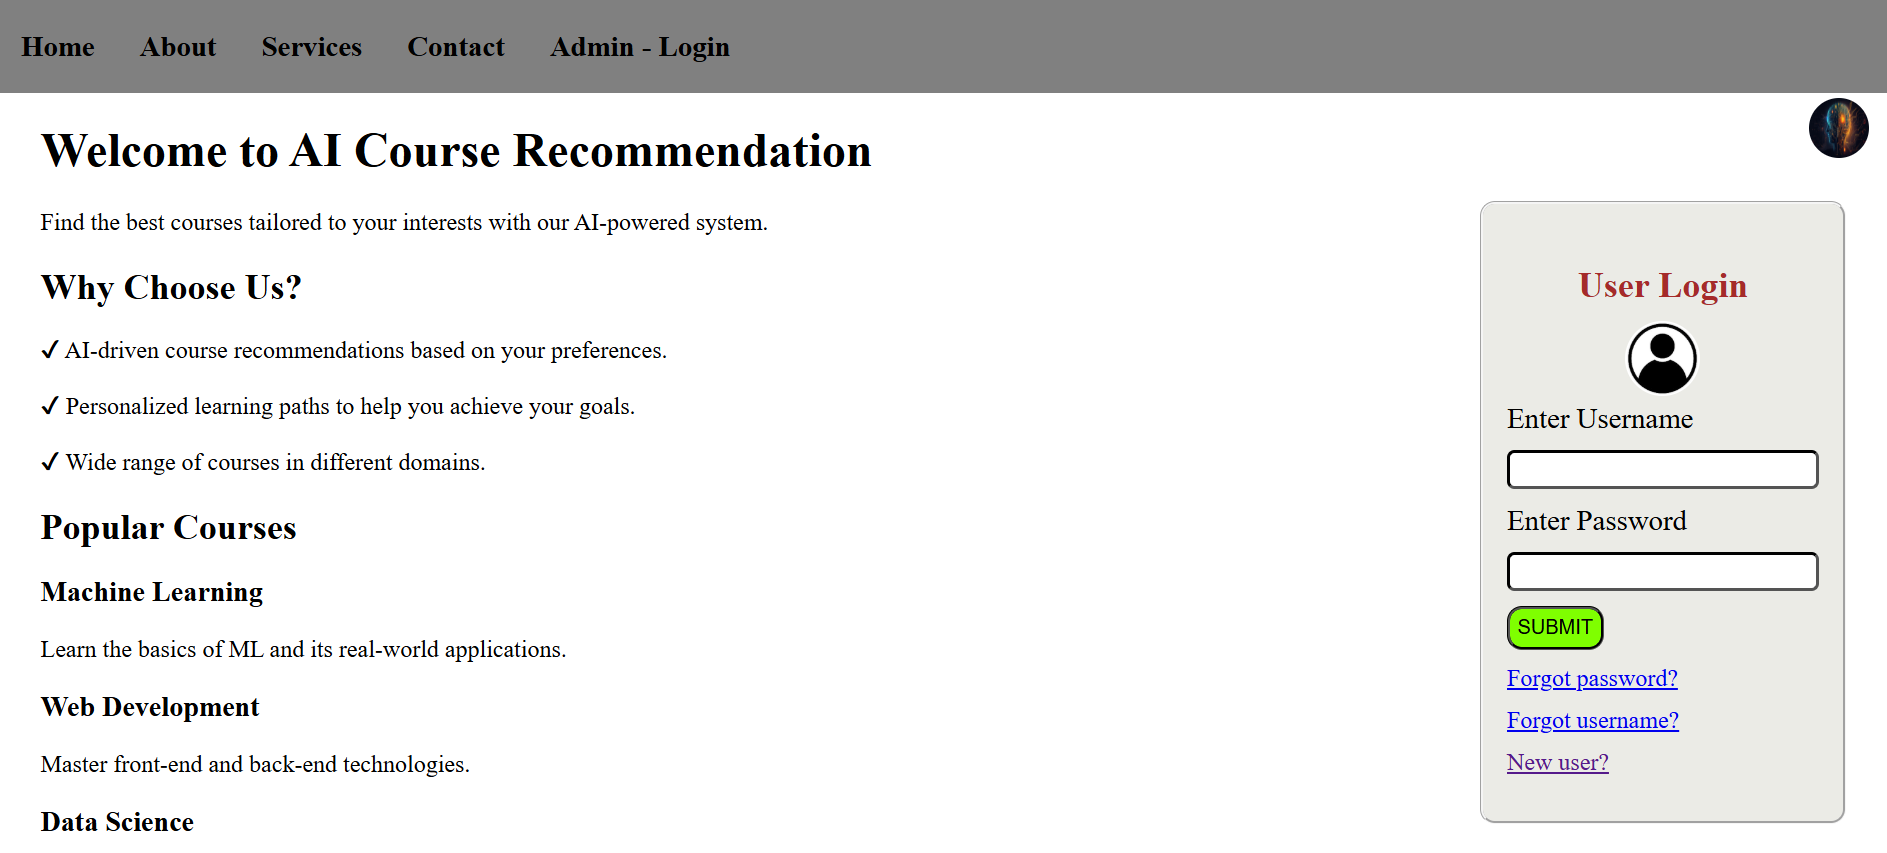 Home About Services Contact Admin - Login
Welcome to AI Course Recommendation
Find the best courses tailored to your interests with our AI-powered system.
Why Choose Us?
✓ AI-driven course recommendations based on your preferences.
✓ Personalized learning paths to help you achieve your goals.
✓ Wide range of courses in different domains.
Popular Courses
Machine Learning
Learn the basics of ML and its real-world applications.
Web Development
Master front-end and back-end technologies.
Data Science
User Login
Enter Username
Enter Password
SUBMIT
Forgot password?
Forgot username?
New user?